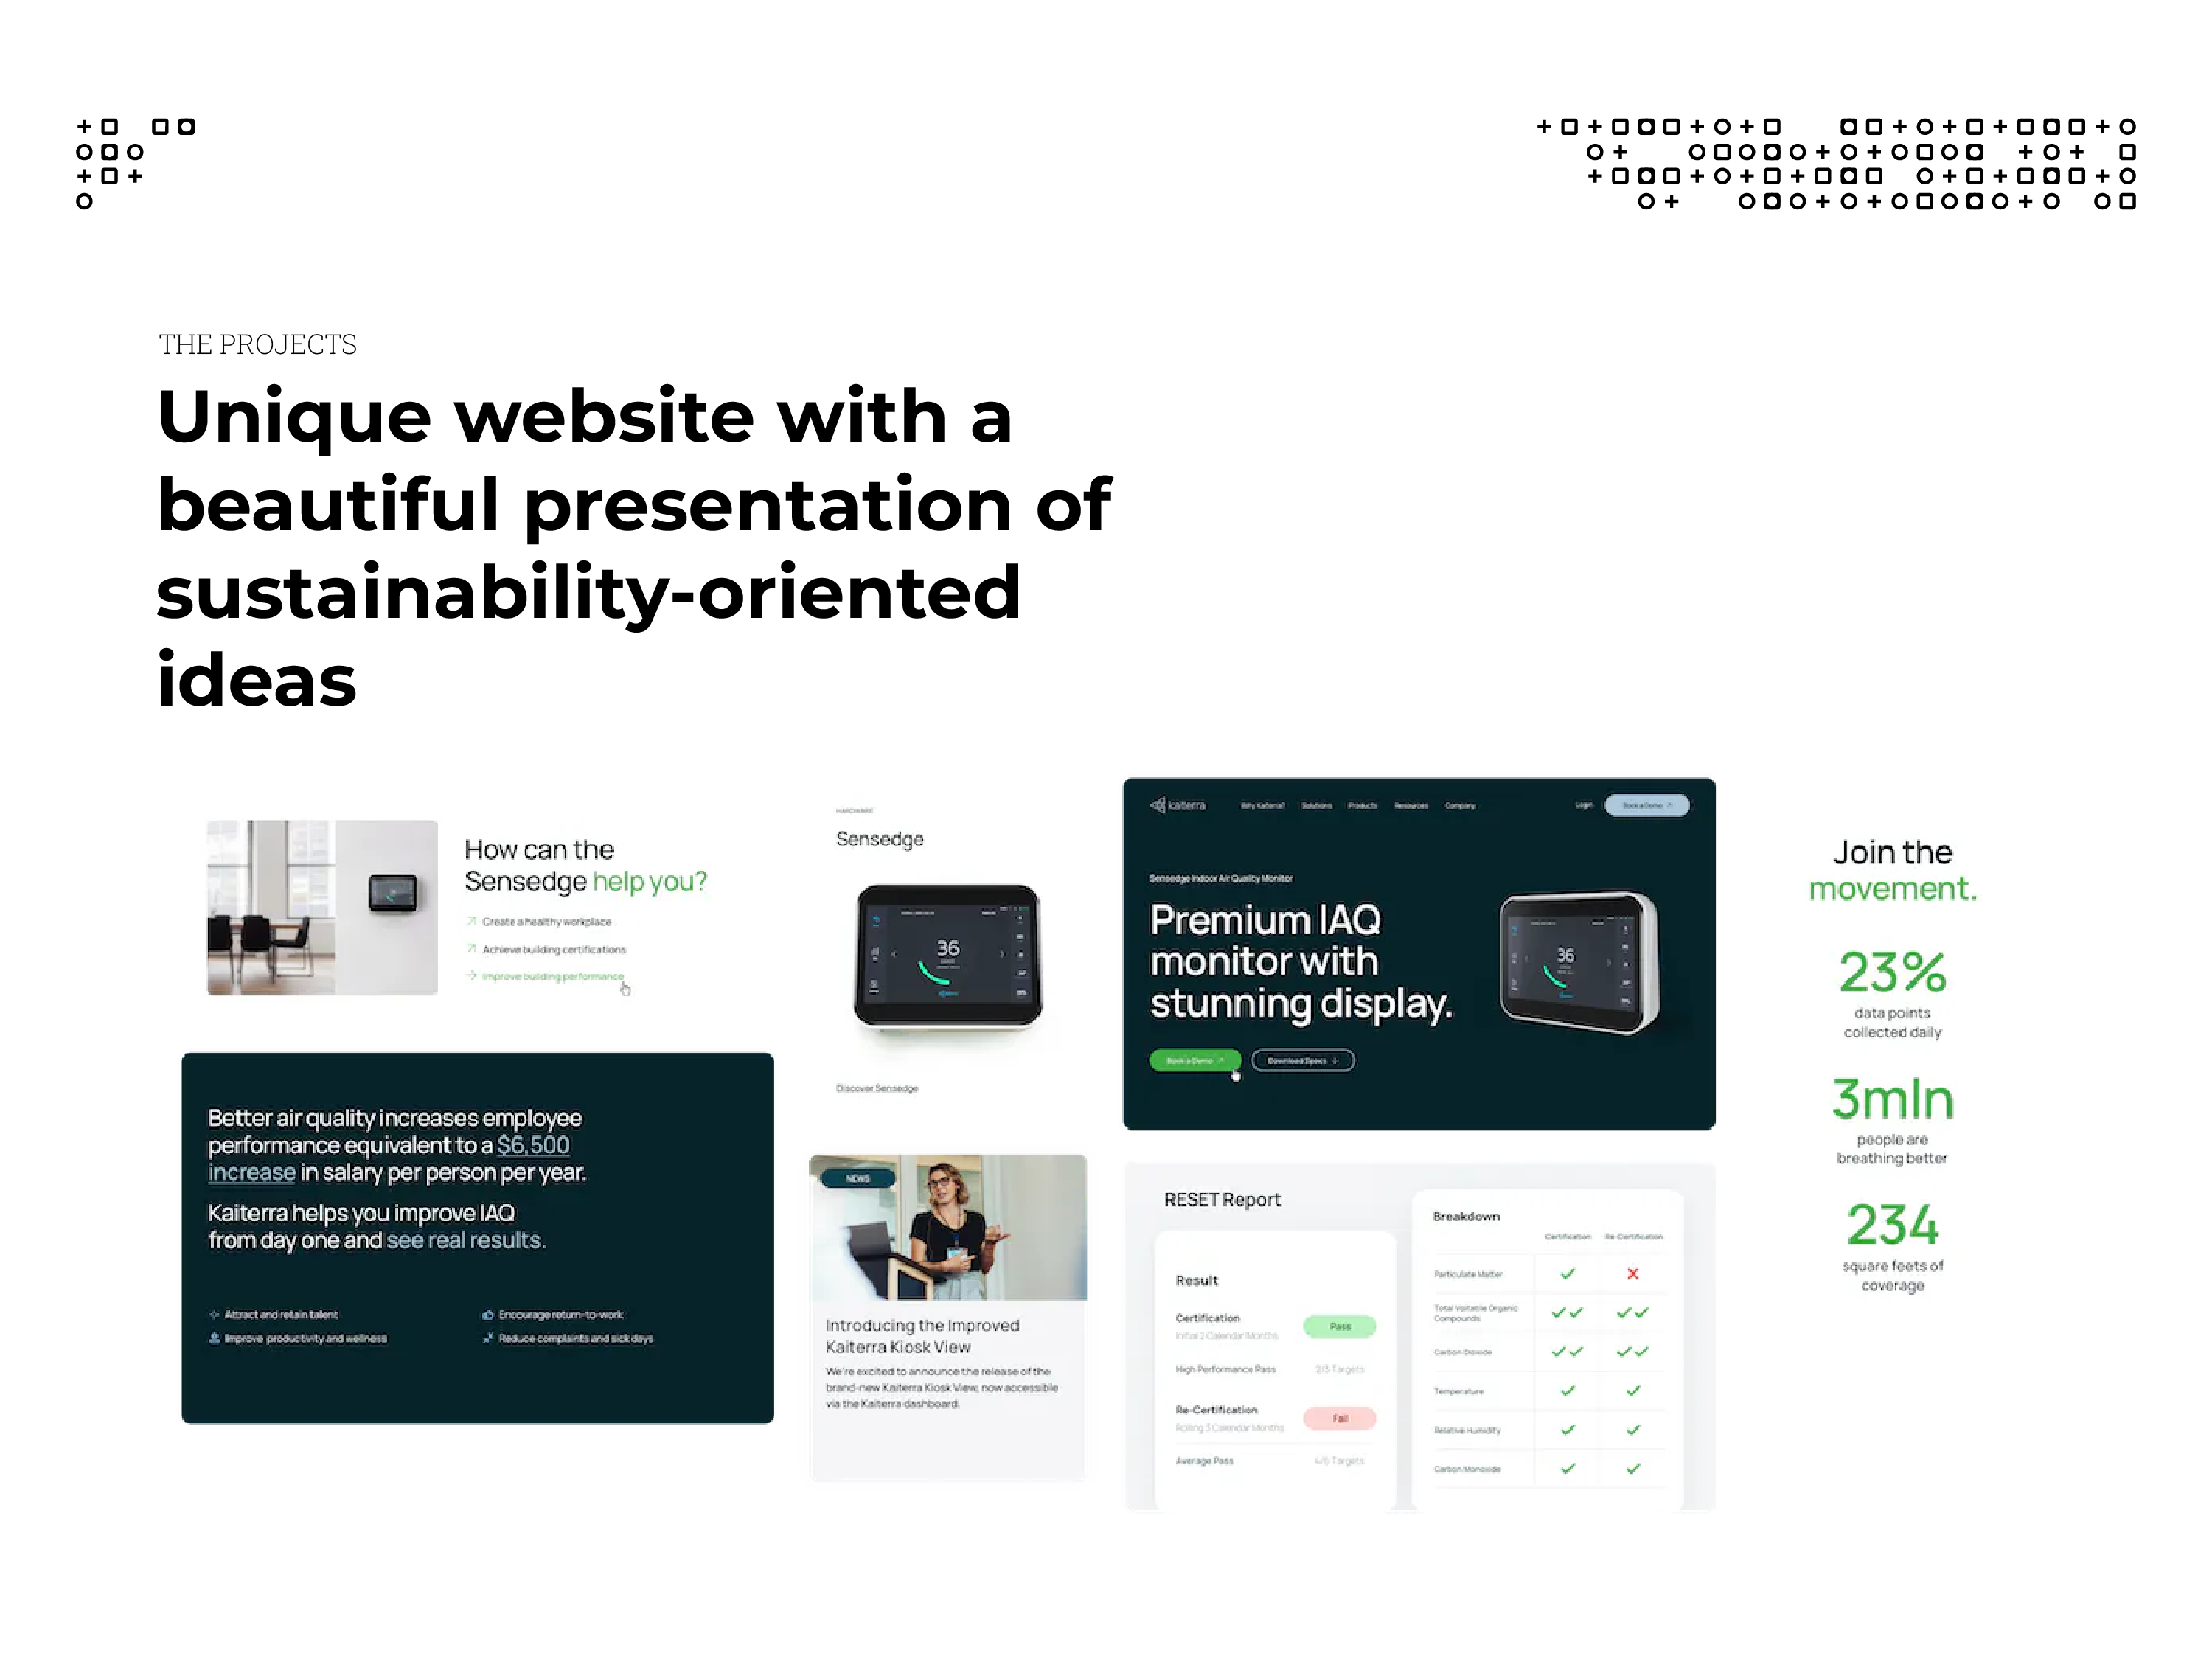 THE PROJECTS
Unique website with a
beautiful presentation of
sustainability-oriented
ideas
How can the
Sensedge help you?
Create a healthy workplace
Achieve building certifications
Improve building performance
Better air quality increases employee
performance equivalent to a $6,500
increase in salary per person per year.
Kaiterra helps you improve IAQ
from day one and see real results.
Attract and retain talent
Encourage return-to-work
Improve productivity and wellness
Reduce complaints and sick days
HARDWARE
Sensedge
36
Discover Sensedge
NEWS
Introducing the Improved
Kaiterra Kiosk View
We're excited to announce the release of the
brand-new Kaiterra Kiosk View, now accessible
via the Kaiterra dashboard.
kaiterra
Why Kaiterra?
Solutions
Products
Resources
Company
Login
Book a Demo
Sensedge Indoor Air Quality Monitor
Premium IAQ
monitor with
stunning display.
36
Book a Demo
Download Specs
RESET Report
Result
Certification
Pass
Initial 2 Calendar Months
High Performance Pass
2/3 Targets
Re-Certification
Fail
Rolling 3 Calendar Months
Average Pass
4/6 Targets
Breakdown
Certification
Re-Certification
Particulate Matter
Total Volatile Organic
Compounds
Carbon Dioxide
Temperature
Relative Humidity
Carbon Monoxide
Join the
movement.
23%
data points
collected daily
3mln
people are
breathing better
234
square feets of
coverage